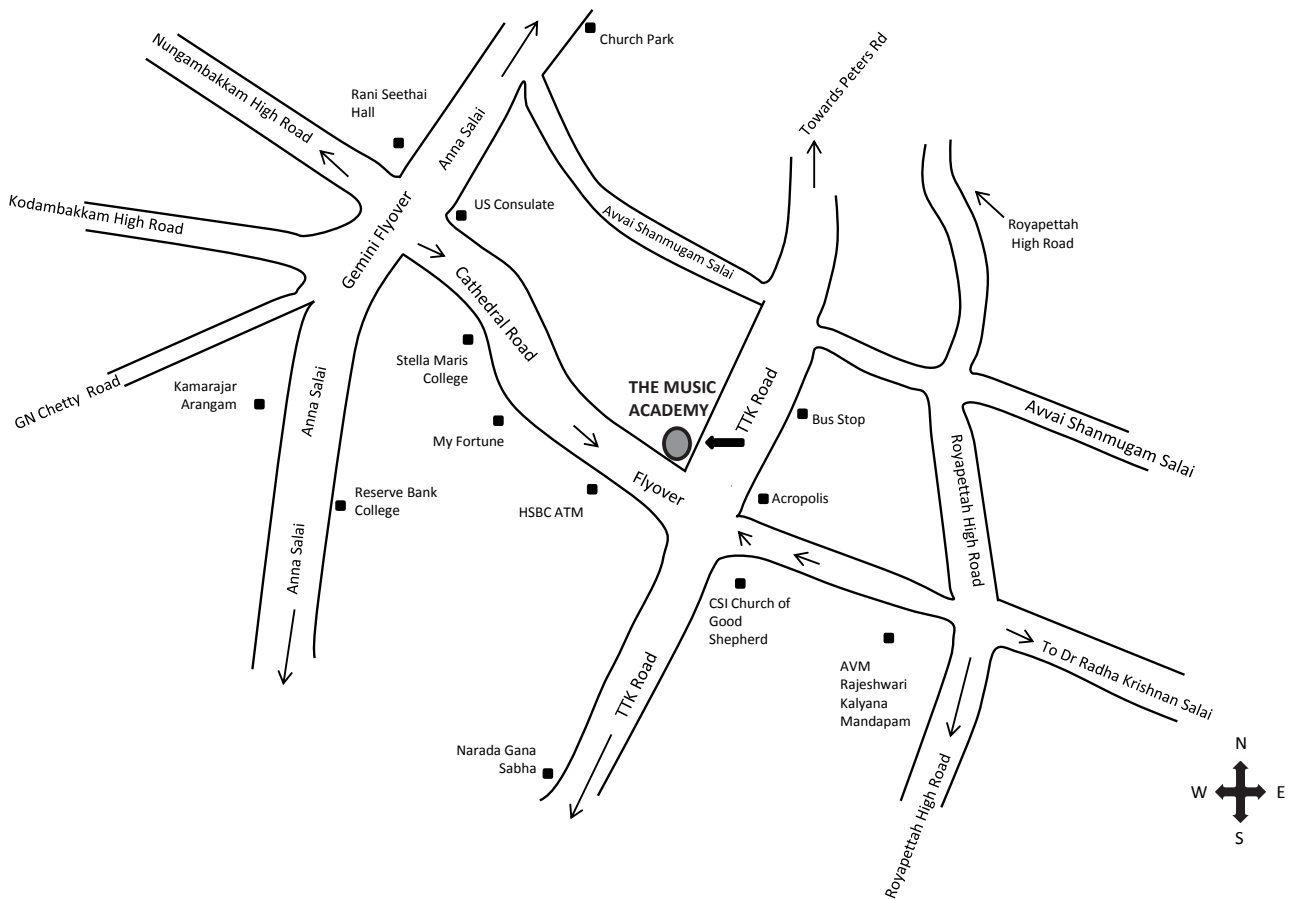 Church Park
Nungambakkam High Road
Towards Peters Rd
Rani Seethai
Hall
Anna Salai
Kodambakkam High Road
US Consulate
Avvai Shanmugam Salai
Royapettah
High Road
Gemini Flyover
Cathedral Road
Stella Maris
College
GN Chetty Road
Kamarajar
Arangam
Anna Salai
THE MUSIC
ACADEMY
TTK Road
Bus Stop
Avvai Shanmugam Salai
My Fortune
Flyover
Royapettah High Road
Reserve Bank
College
HSBC ATM
Acropolis
Anna Salai
CSI Church of
Good
Shepherd
TTK Road
AVM
Rajeshwari
Kalyana
Mandapam
To Dr Radha Krishnan Salai
Narada Gana
Sabha
Royapettah High Road
N
W
E
S